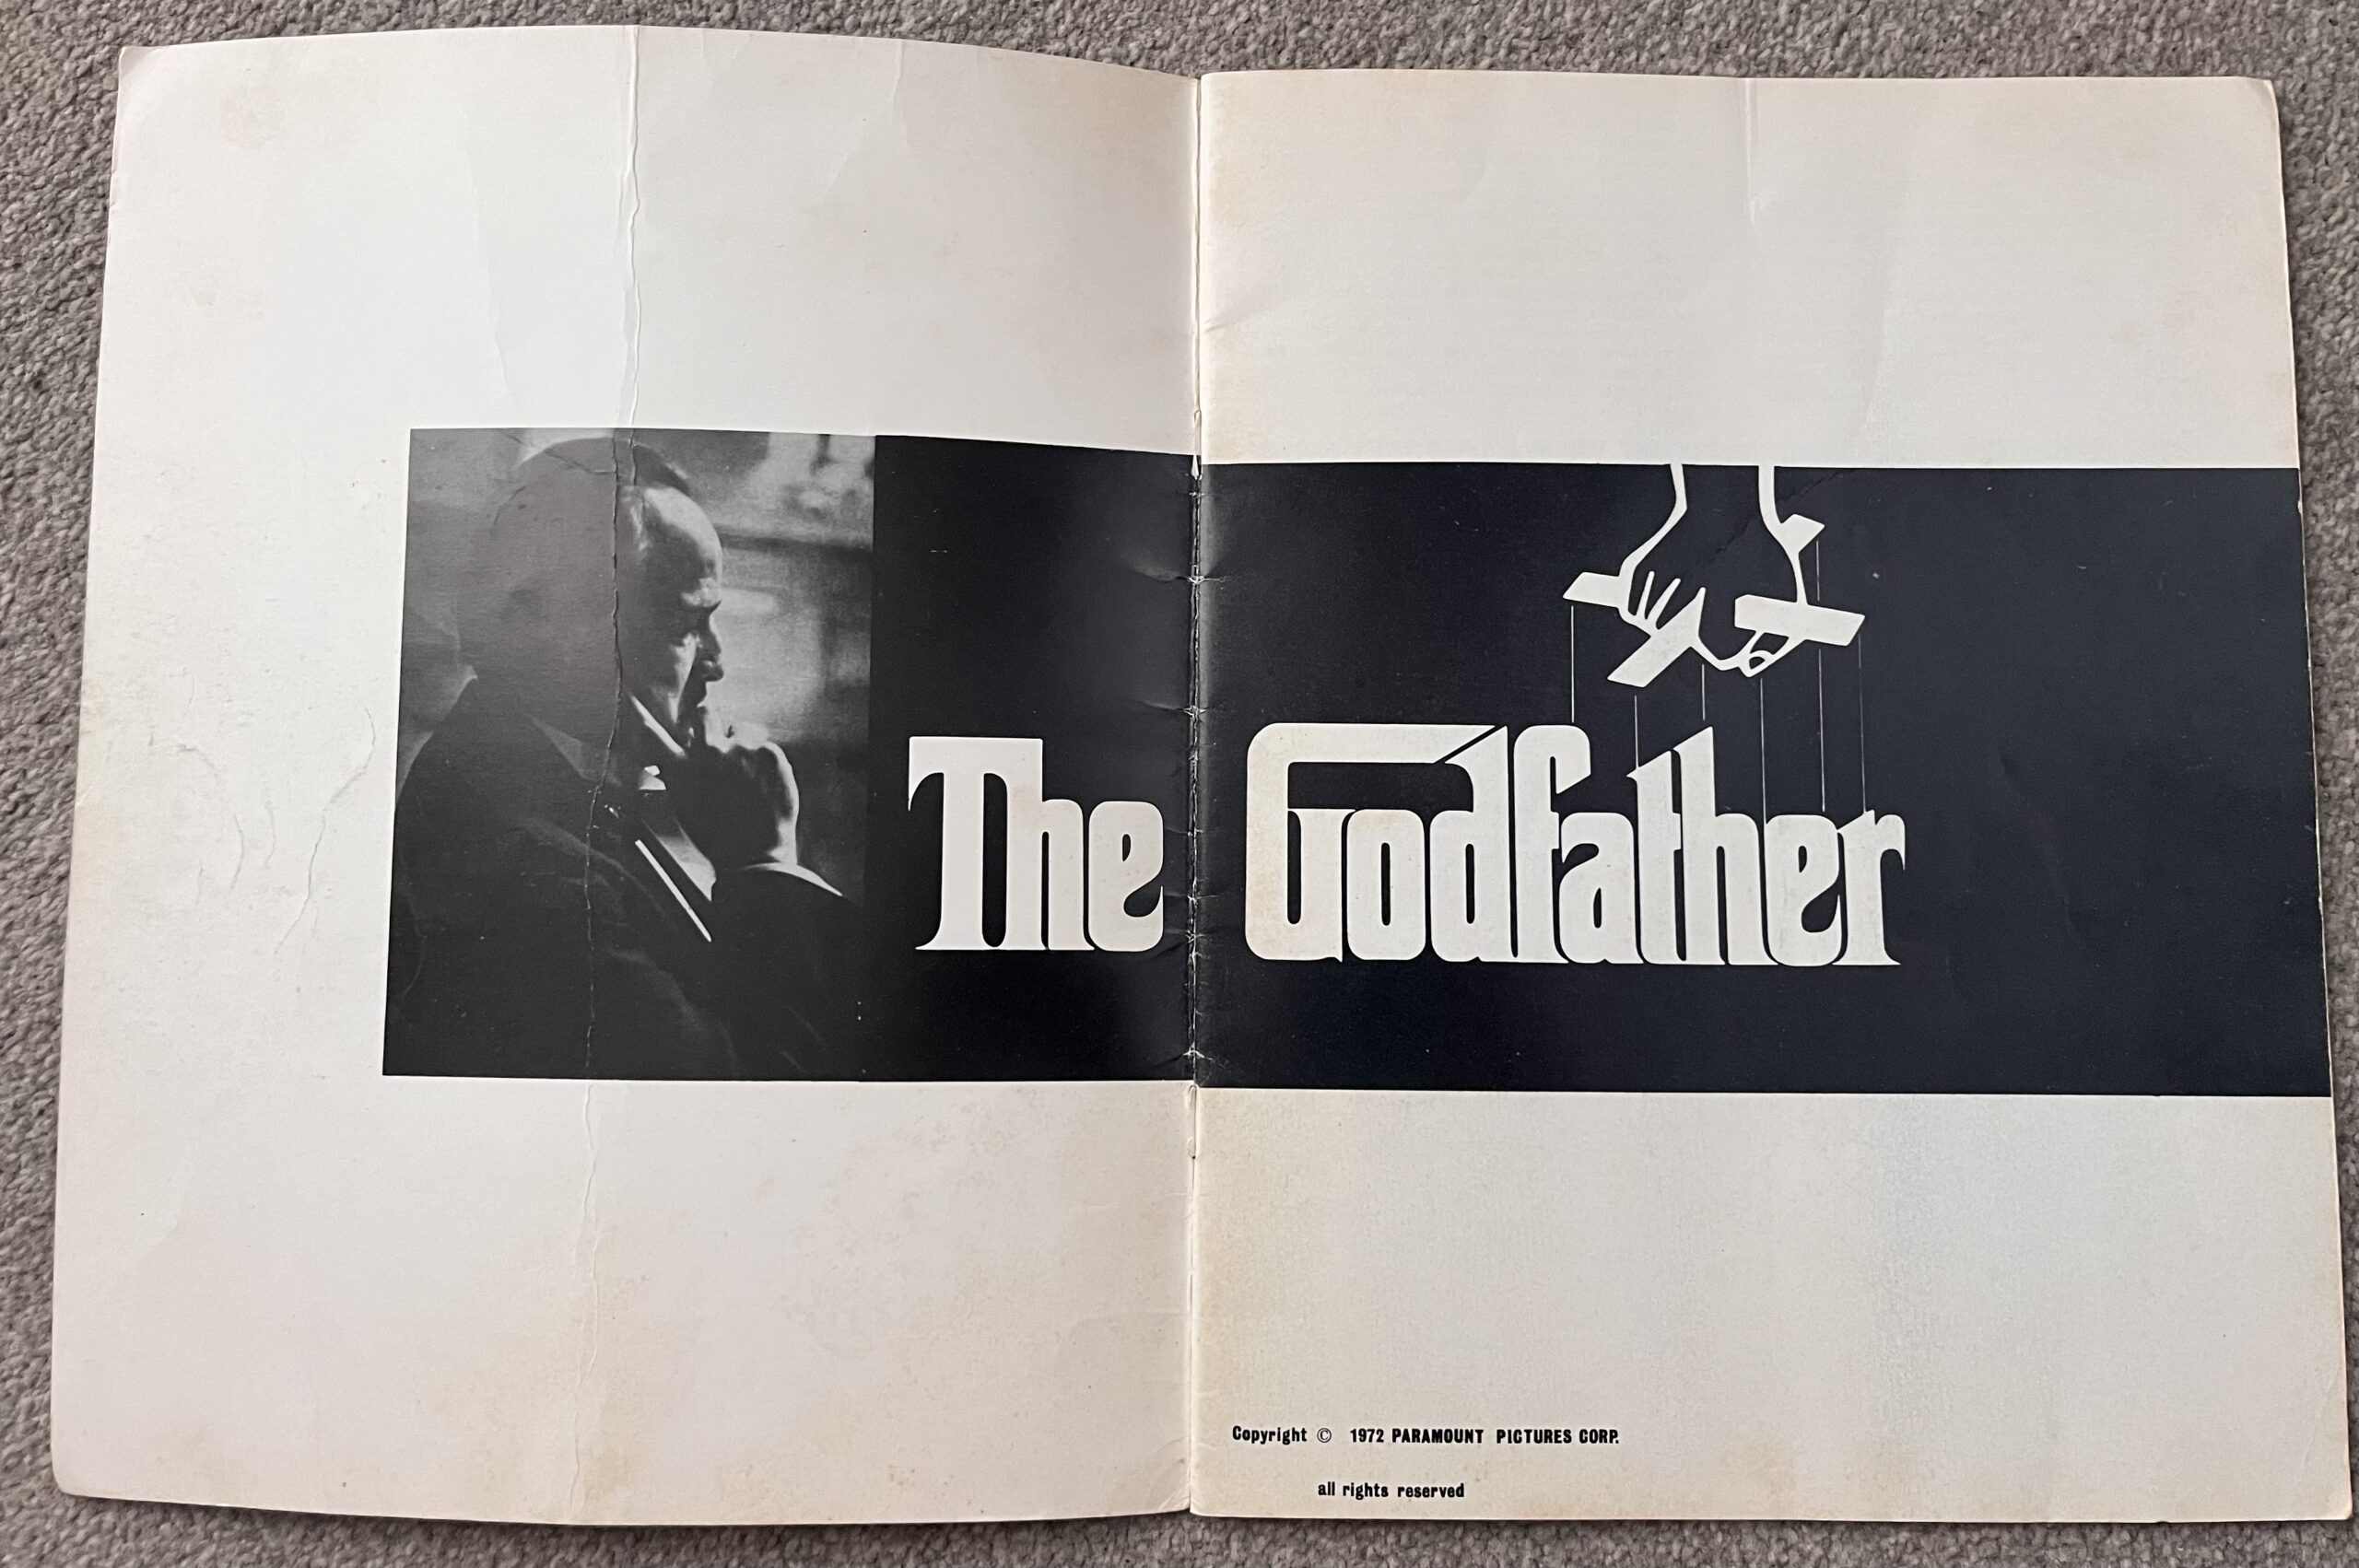 The Godfather
Copyright © 1972 PARAMOUNT PICTURES CORP.
all rights reserved